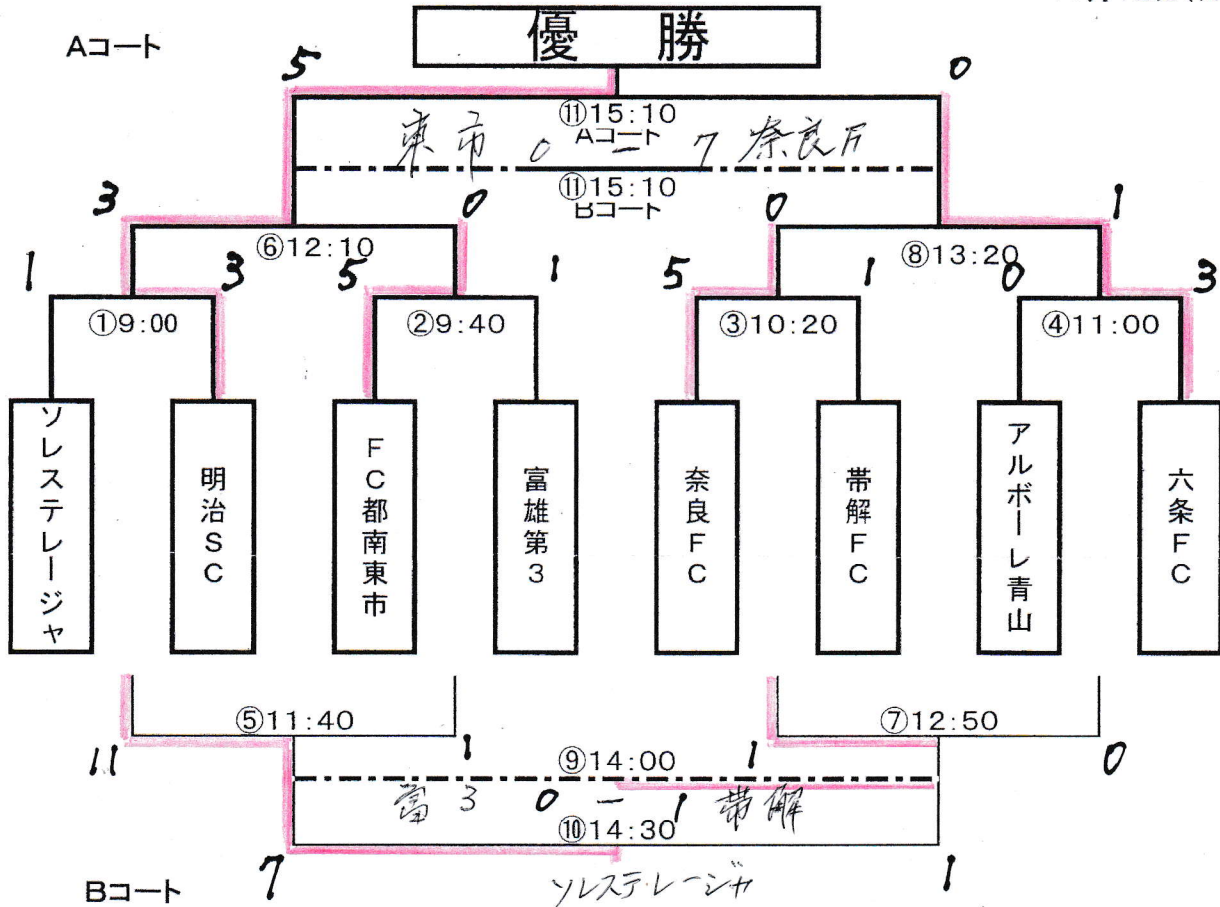 Aコート
優 勝
5 0
⑪15:10
Aコート
東市 0 ー 7 奈良
⑪15:10
Bコート
3 0 0 1
⑥12:10 ⑧13:20
1 3 5 1 5 1 0 3
①9:00 ②9:40 ③10:20 ④11:00
ソレステレージャ
明治SC
FC都南東市
富雄第3
奈良FC
帯解FC
アルボーレ青山
六条FC
⑤11:40 ⑦12:50
11 1 1 0
⑨14:00
富3 0 ー 1 帯解
⑩14:30
7 1
ソレステレージャ
Bコート